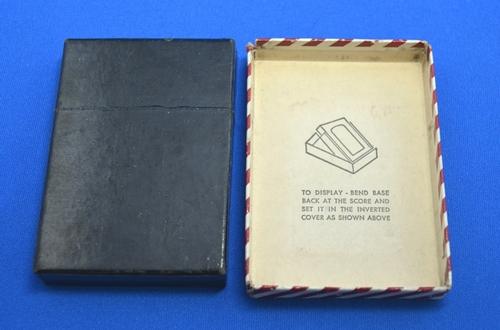 TO DISPLAY - BEND BASE
BACK AT THE SCORE AND
SET IT IN THE INVERTED
COVER AS SHOWN ABOVE